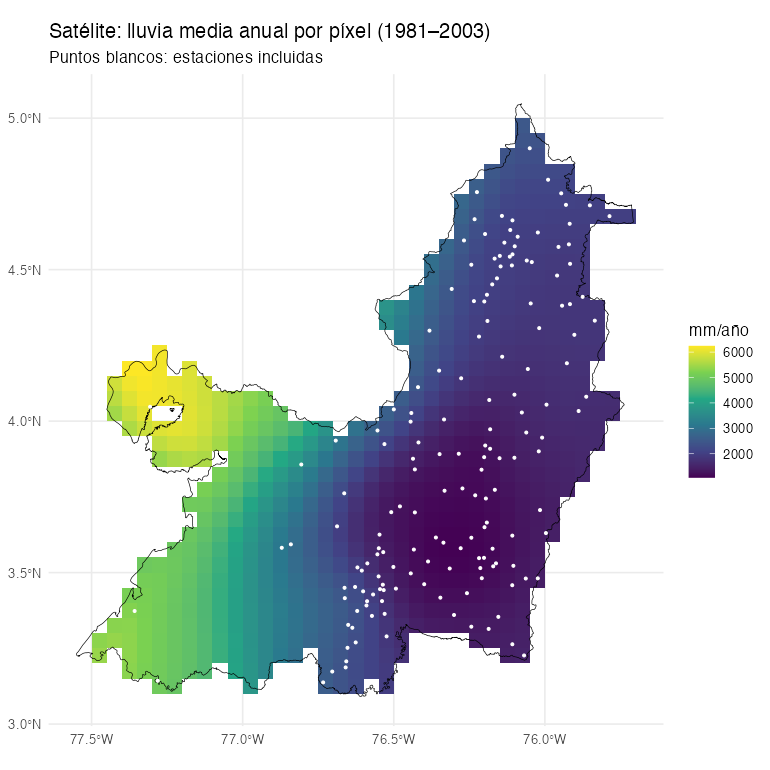 Satélite: lluvia media anual por píxel (1981–2003)
Puntos blancos: estaciones incluidas
5.0°N
4.5°N
4.0°N
3.5°N
3.0°N
77.5°W
77.0°W
76.5°W
76.0°W
mm/año
6000
5000
4000
3000
2000